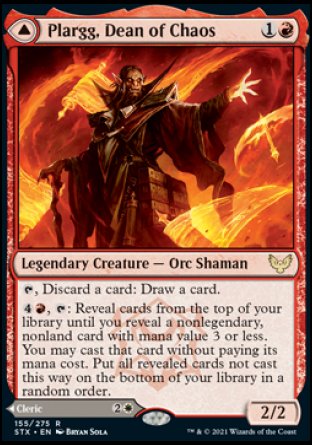 Plargg, Dean of Chaos 1
Legendary Creature — Orc Shaman
, Discard a card: Draw a card.
4 , : Reveal cards from the top of your
library until you reveal a nonlegendary,
nonland card with mana value 3 or less.
You may cast that card without paying its
mana cost. Put all revealed cards not cast
this way on the bottom of your library in a
random order.
Cleric 2
2/2
155/275 R
STX • EN Bryan Sola
™ & © 2021 Wizards of the Coast